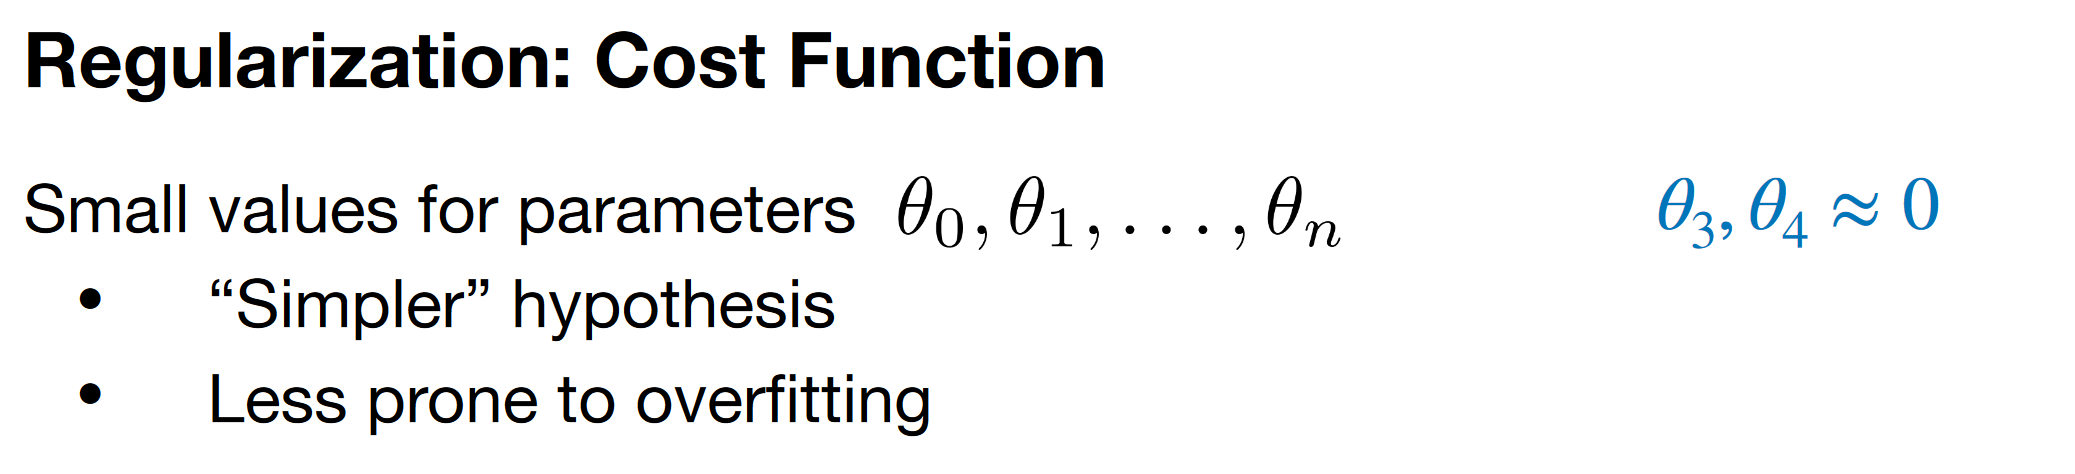 Regularization: Cost Function
Small values for parameters θ₀, θ₁, . . . , θₙ θ₃, θ₄ ≈ 0
• “Simpler” hypothesis
• Less prone to overfitting